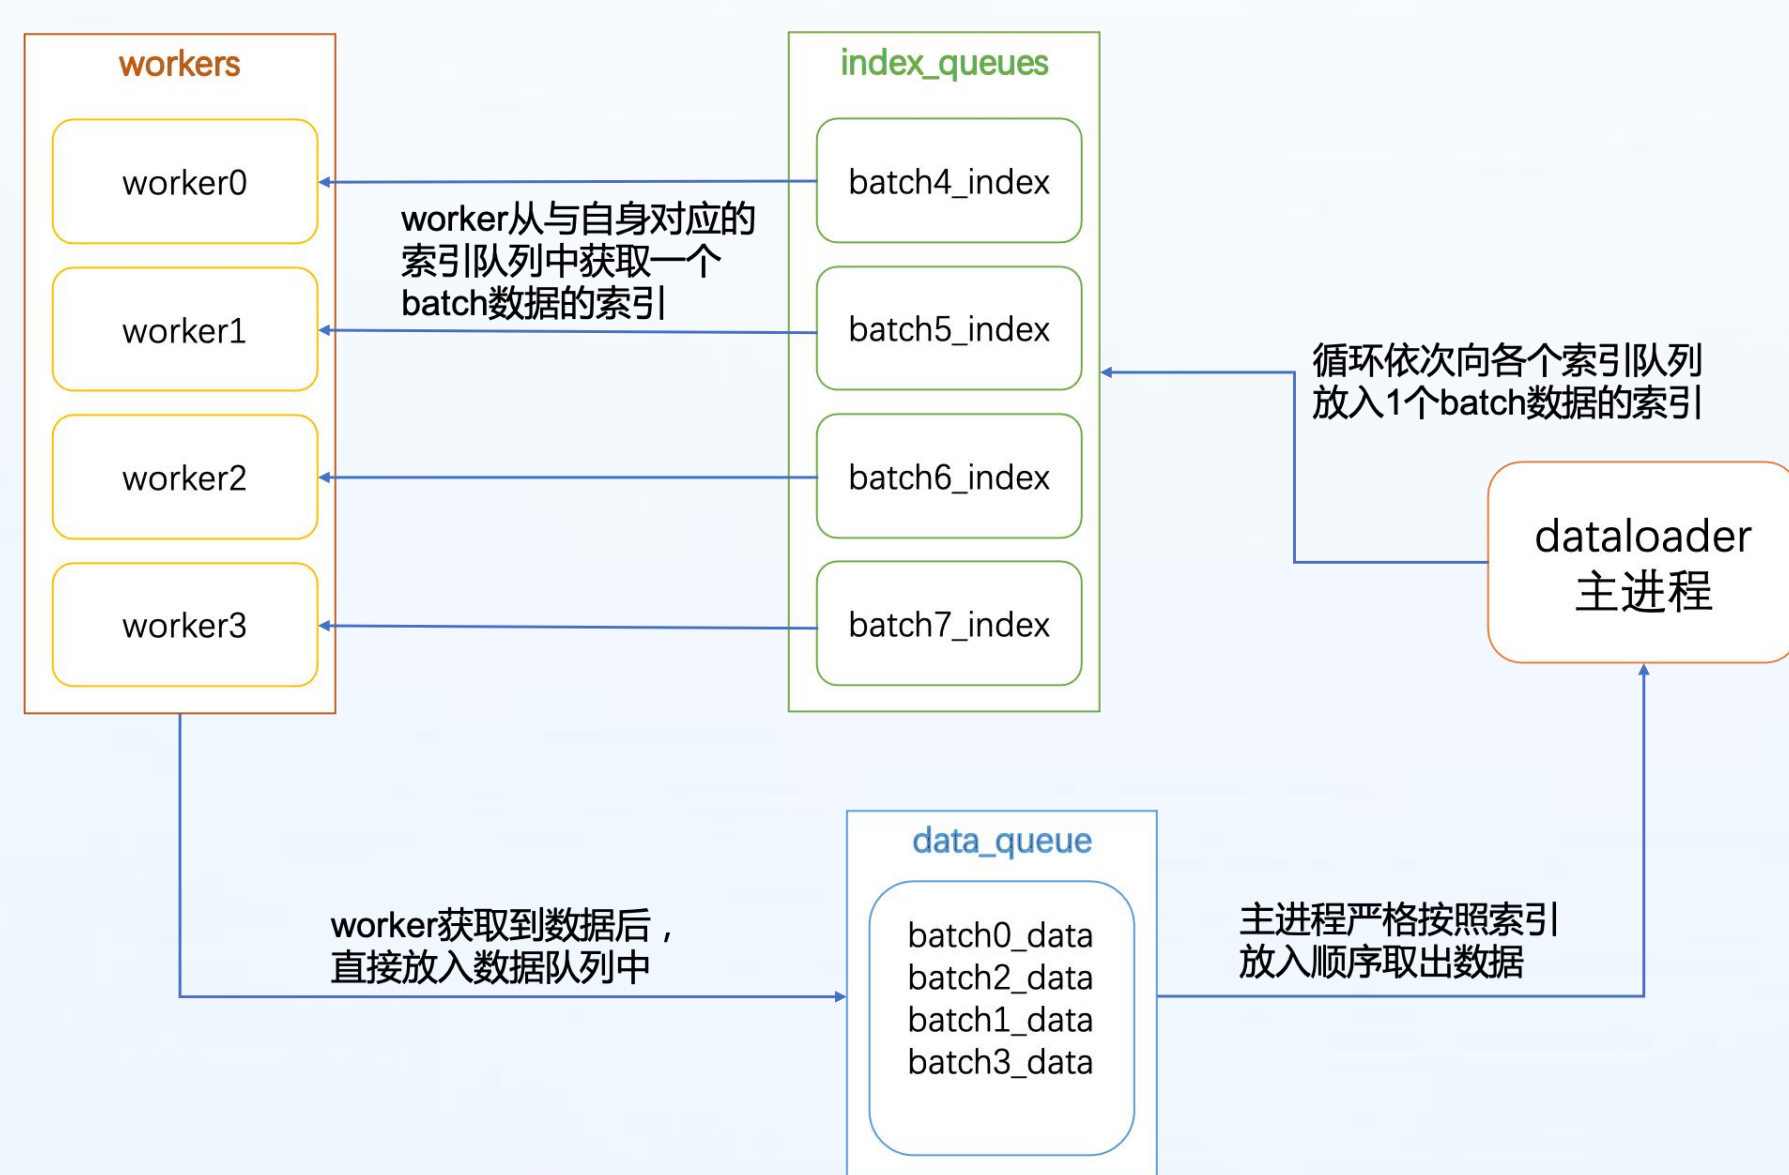 workers
worker0
worker1
worker2
worker3
worker从与自身对应的
索引队列中获取一个
batch数据的索引
index_queues
batch4_index
batch5_index
batch6_index
batch7_index
循环依次向各个索引队列
放入1个batch数据的索引
dataloader
主进程
worker获取到数据后，
直接放入数据队列中
data_queue
batch0_data
batch2_data
batch1_data
batch3_data
主进程严格按照索引
放入顺序取出数据